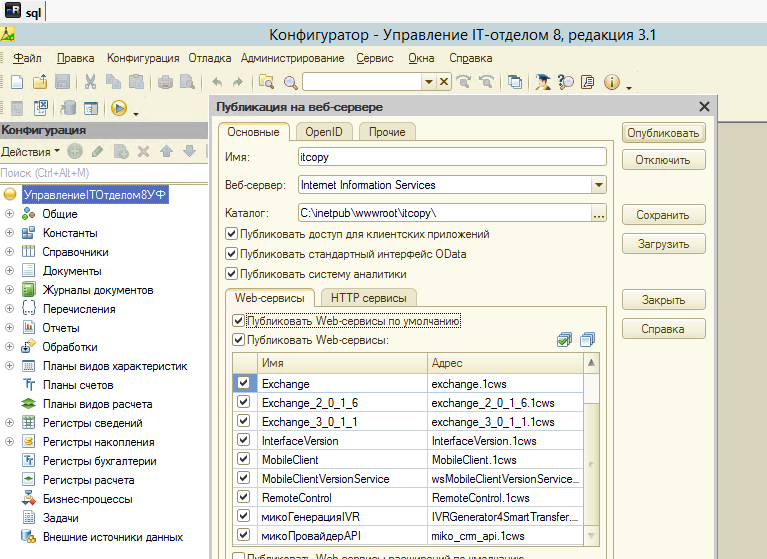 sql
Конфигуратор - Управление IT-отделом 8, редакция 3.1
Файл Правка Конфигурация Отладка Администрирование Сервис Окна Справка
Конфигурация
Действия
Поиск (Ctrl+Alt+M)
УправлениеITОтделом8УФ
Общие
Константы
Справочники
Документы
Журналы документов
Перечисления
Отчеты
Обработки
Планы видов характеристик
Планы счетов
Планы видов расчета
Регистры сведений
Регистры накопления
Регистры бухгалтерии
Регистры расчета
Бизнес-процессы
Задачи
Внешние источники данных
Публикация на веб-сервере
Основные OpenID Прочие
Имя: itcopy
Веб-сервер: Internet Information Services
Каталог: C:\inetpub\wwwroot\itcopy\ ...
Публиковать доступ для клиентских приложений
Публиковать стандартный интерфейс OData
Публиковать систему аналитики
Web-сервисы HTTP сервисы
Публиковать Web-сервисы по умолчанию
Публиковать Web-сервисы:
Имя Адрес
Exchange exchange.1cws
Exchange_2_0_1_6 exchange_2_0_1_6.1cws
Exchange_3_0_1_1 exchange_3_0_1_1.1cws
InterfaceVersion InterfaceVersion.1cws
MobileClient MobileClient.1cws
MobileClientVersionService wsMobileClientVersionService...
RemoteControl RemoteControl.1cws
микоГенерацияIVR IVRGenerator4SmartTransfer...
микоПровайдерAPI miko_crm_api.1cws
Публиковать Web-сервисы расширений по умолчанию
Опубликовать
Отключить
Сохранить
Загрузить
Закрыть
Справка